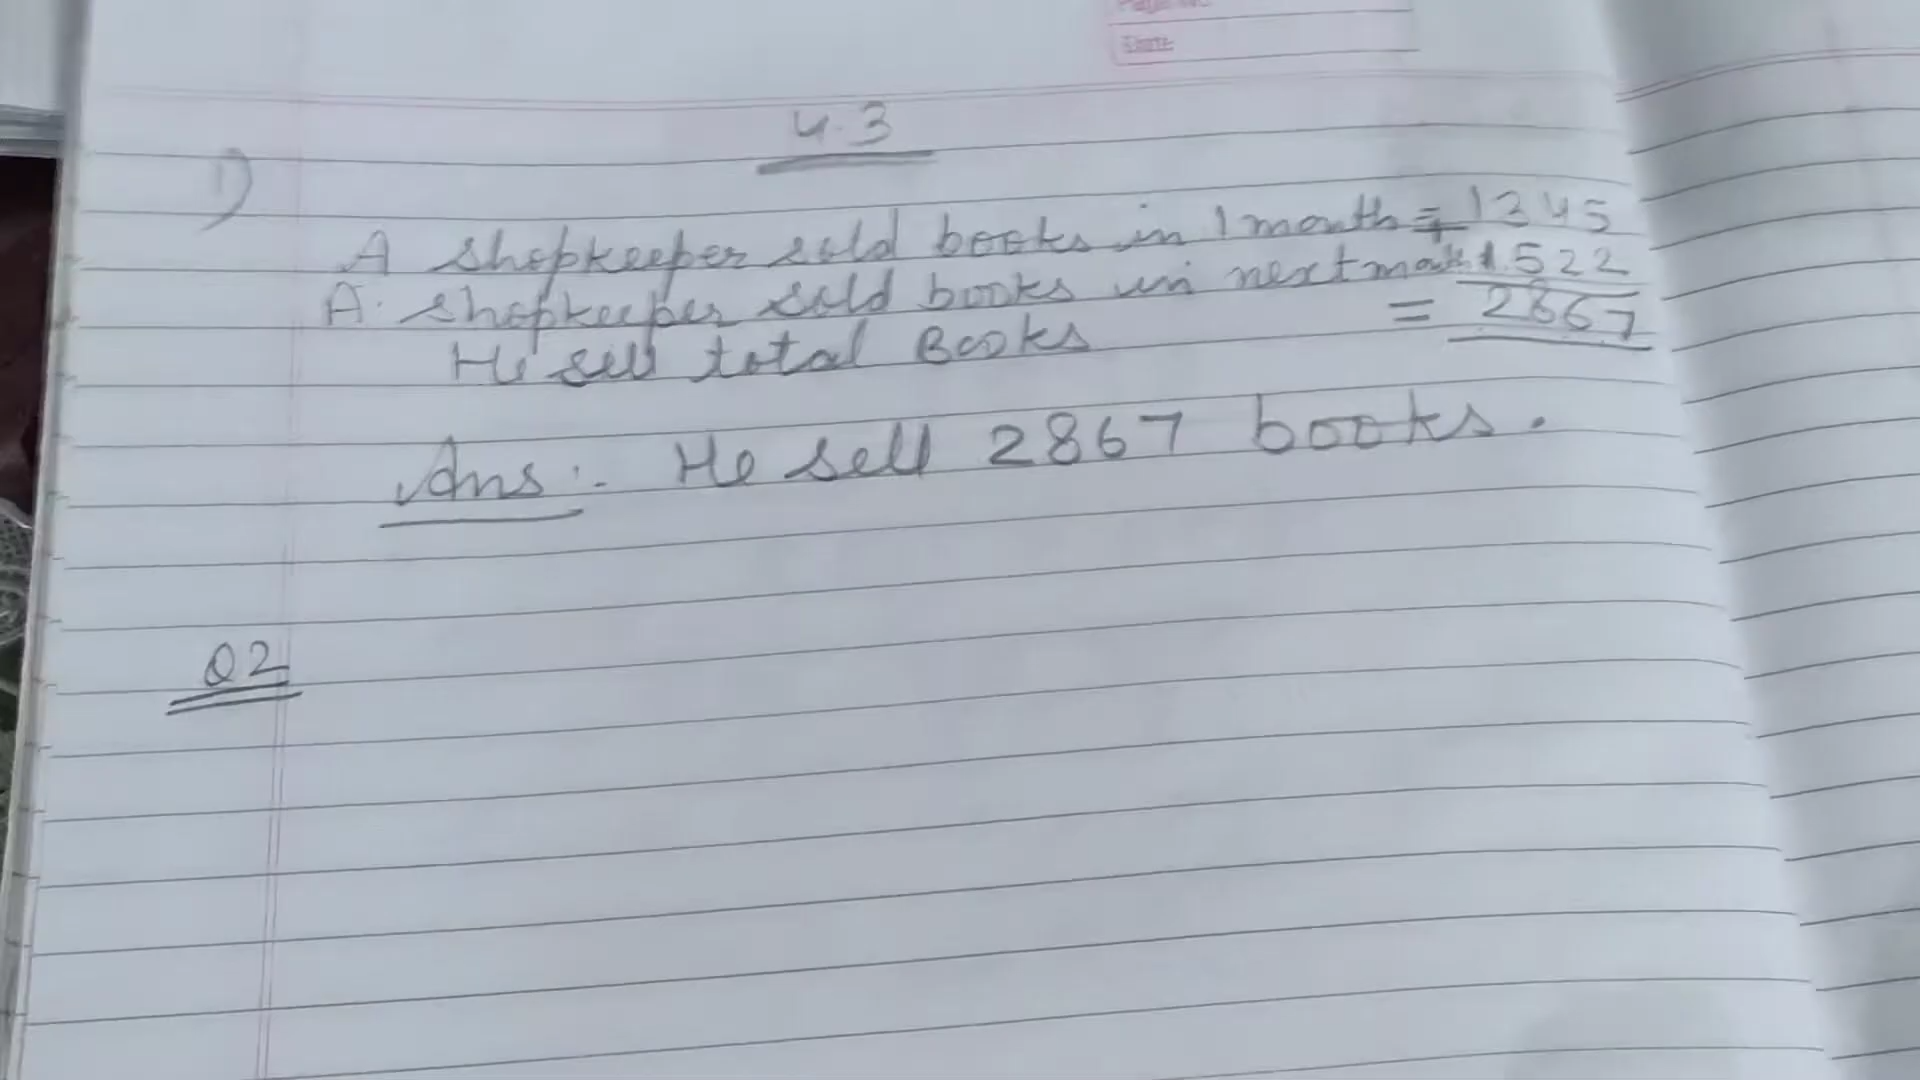 Date
4.3
1)
A shopkeeper sold books in 1 month = 1345
A. shopkeeper sold books in next month + 1522
He sell total Books = 2867
Ans :. He sell 2867 books.
Q2